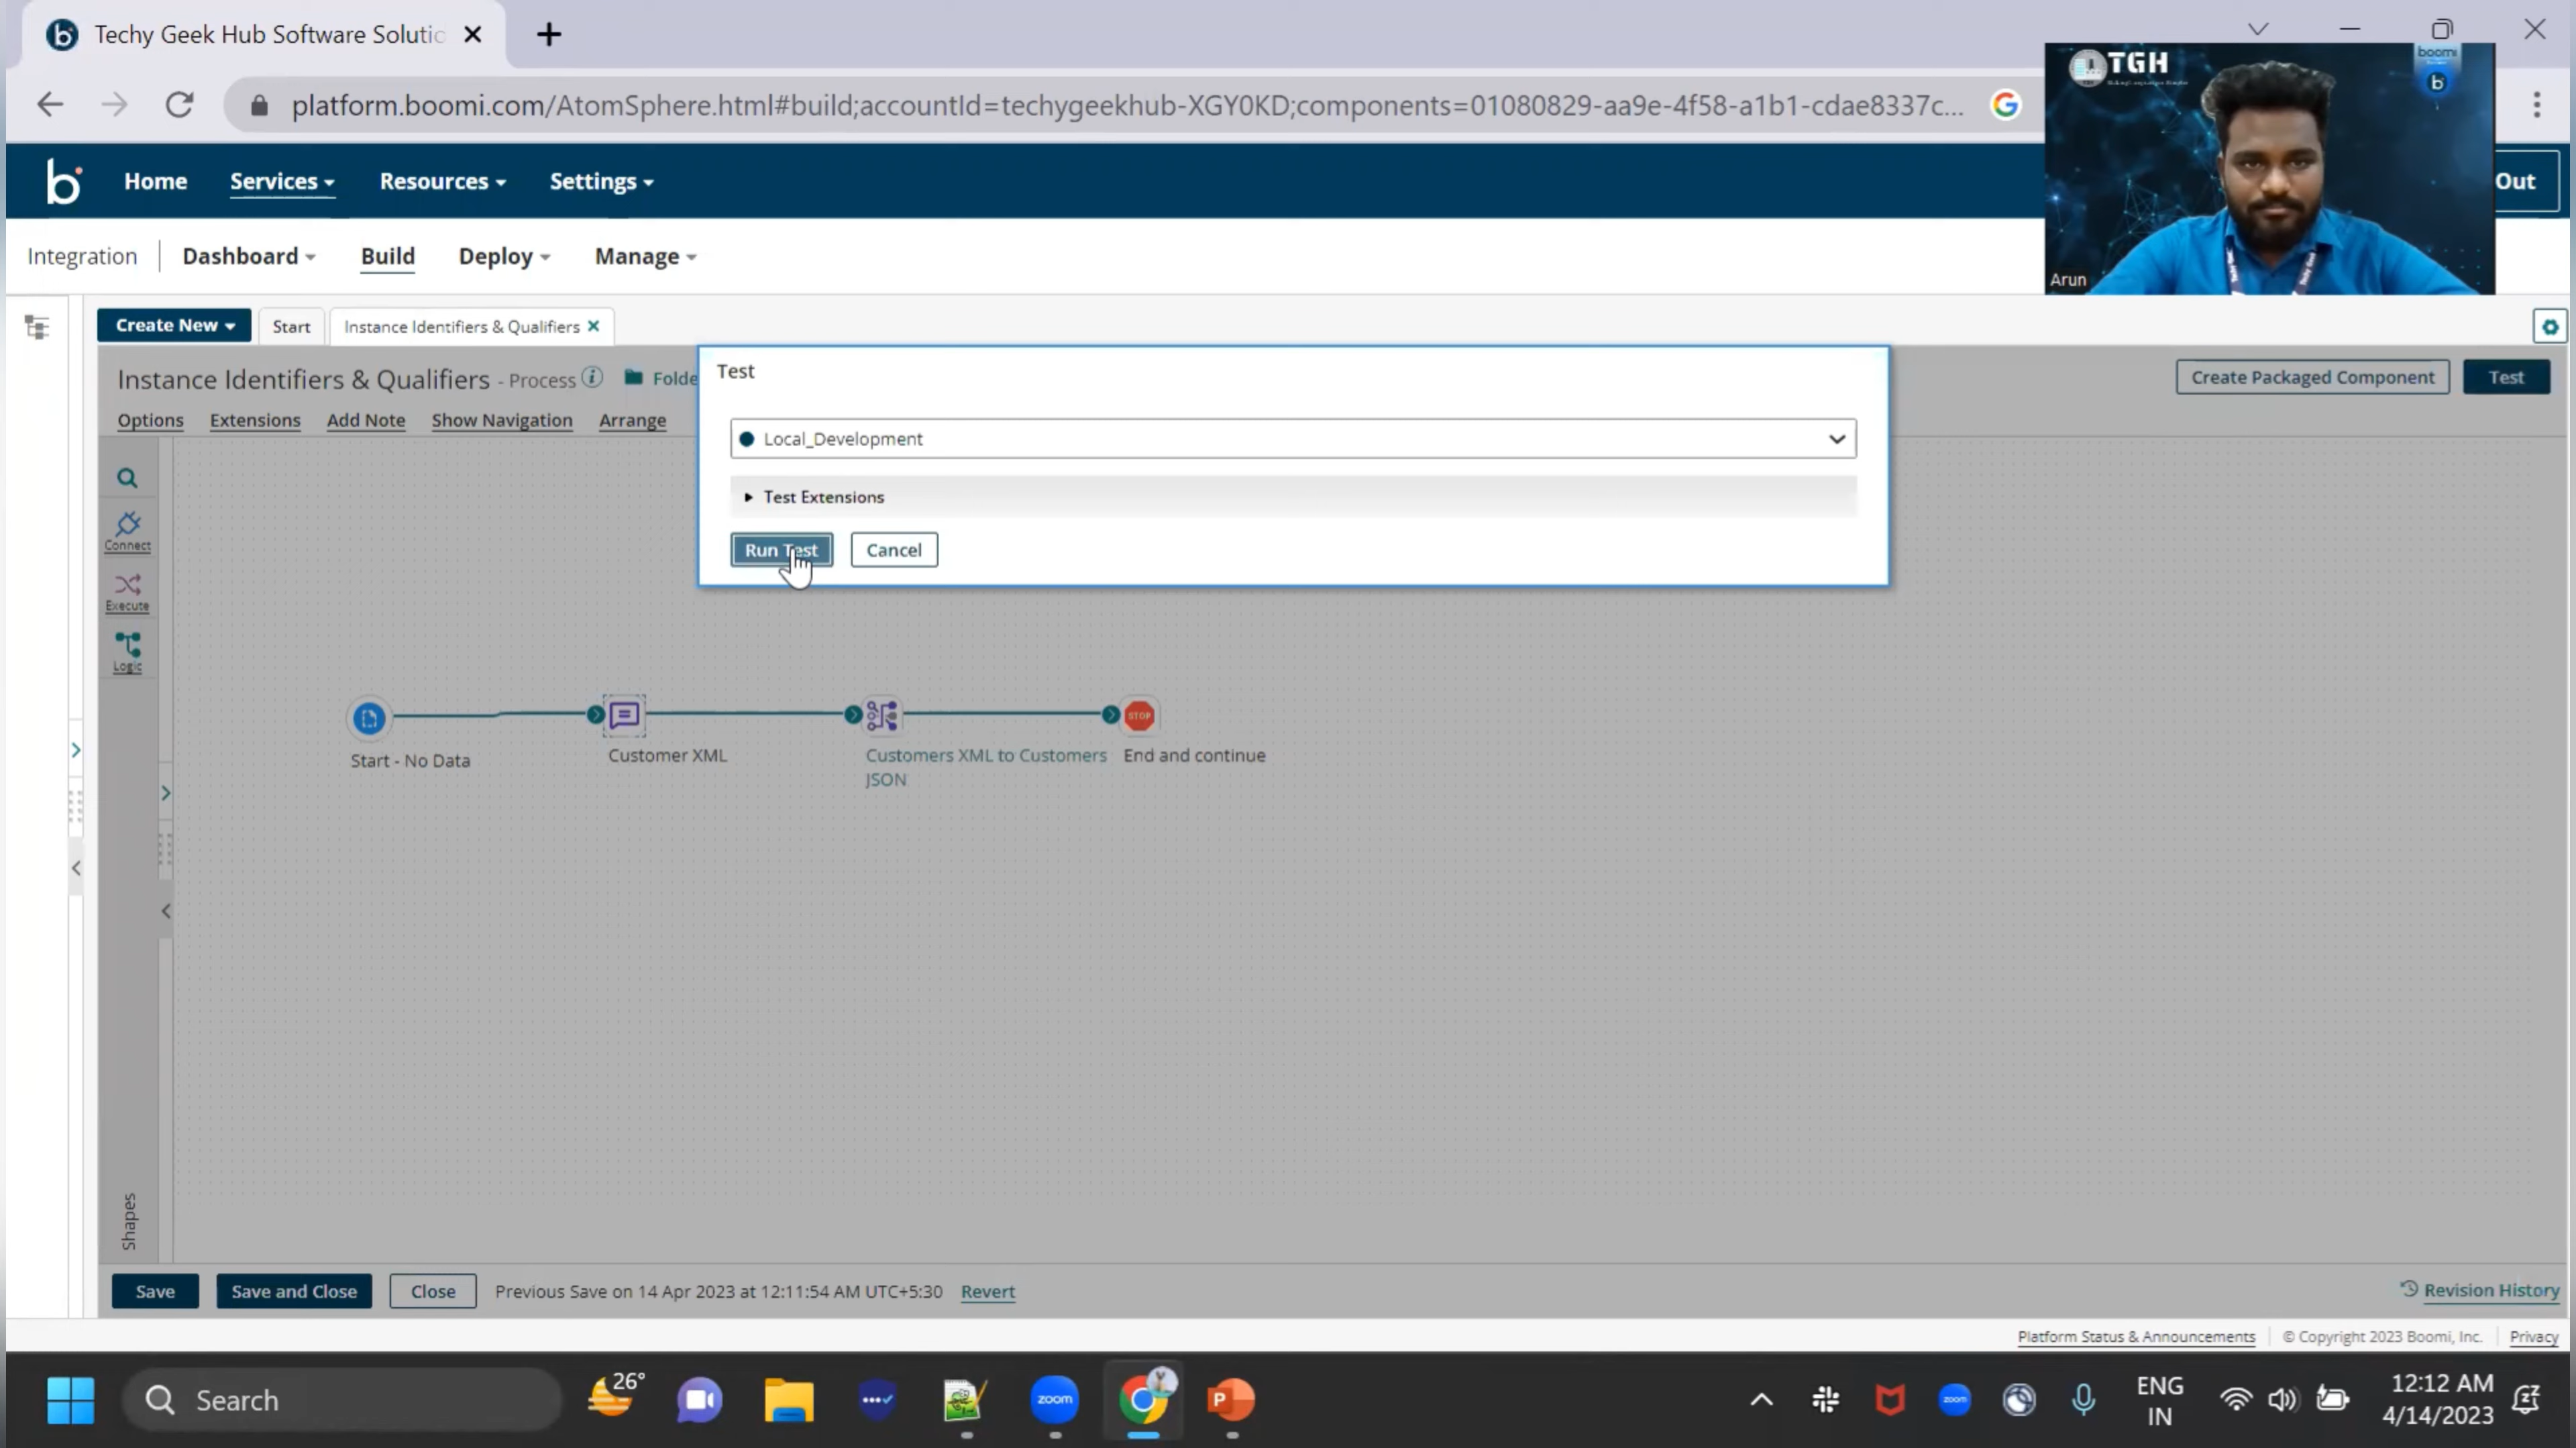 Techy Geek Hub Software Solutic
platform.boomi.com/AtomSphere.html#build;accountId=techygeekhub-XGY0KD;components=01080829-aa9e-4f58-a1b1-cdae8337c...
TGH
boomi
b
Arun
Home Services Resources Settings Out
Integration Dashboard Build Deploy Manage
Create New Start Instance Identifiers & Qualifiers
Instance Identifiers & Qualifiers - Process Folde
Create Packaged Component Test
Options Extensions Add Note Show Navigation Arrange
Test
Local_Development
Test Extensions
Run Test Cancel
Connect
Execute
Logic
STOP
Start - No Data
Customer XML
Customers XML to Customers
JSON
End and continue
Shapes
Save Save and Close Close Previous Save on 14 Apr 2023 at 12:11:54 AM UTC+5:30 Revert
Revision History
Platform Status & Announcements © Copyright 2023 Boomi, Inc. Privacy
Search
26°
zoom
P
zoom
ENG
IN
12:12 AM
4/14/2023